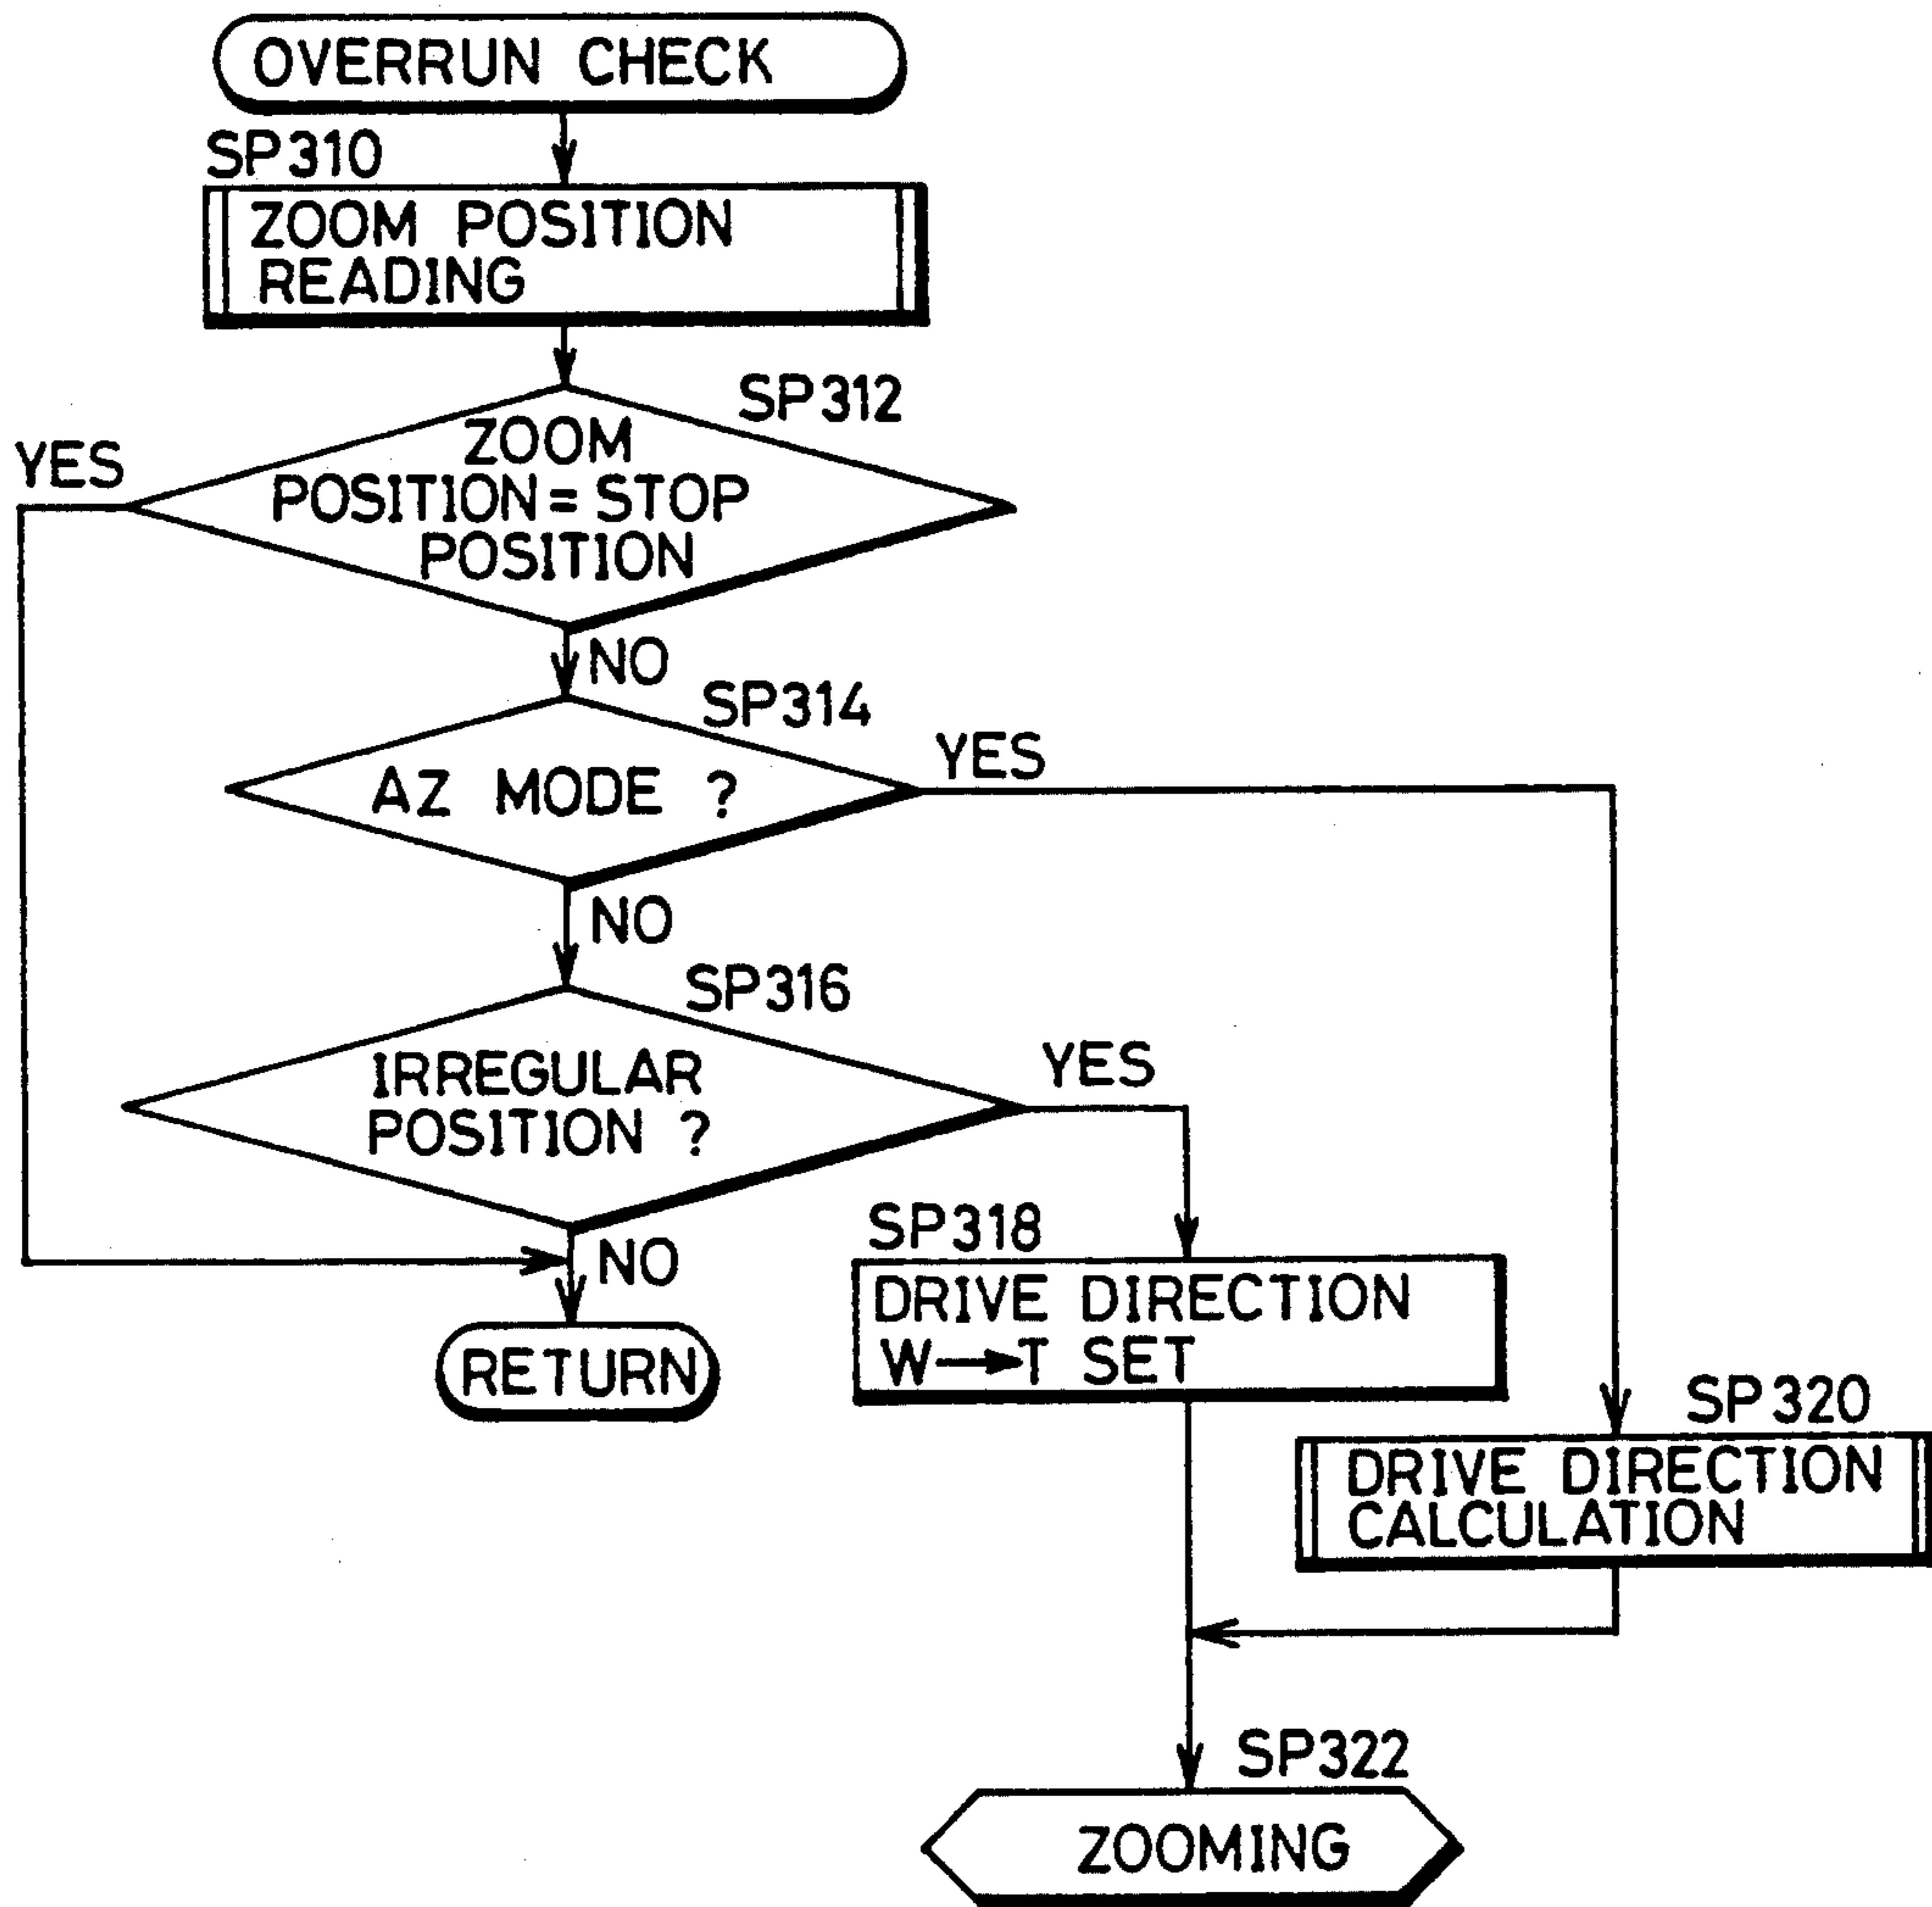 OVERRUN CHECK
SP310
ZOOM POSITION
READING
SP312
ZOOM
POSITION = STOP
POSITION
YES
NO
SP314
AZ MODE ?
YES
NO
SP316
IRREGULAR
POSITION ?
YES
NO
RETURN
SP318
DRIVE DIRECTION
W→T SET
SP320
DRIVE DIRECTION
CALCULATION
SP322
ZOOMING